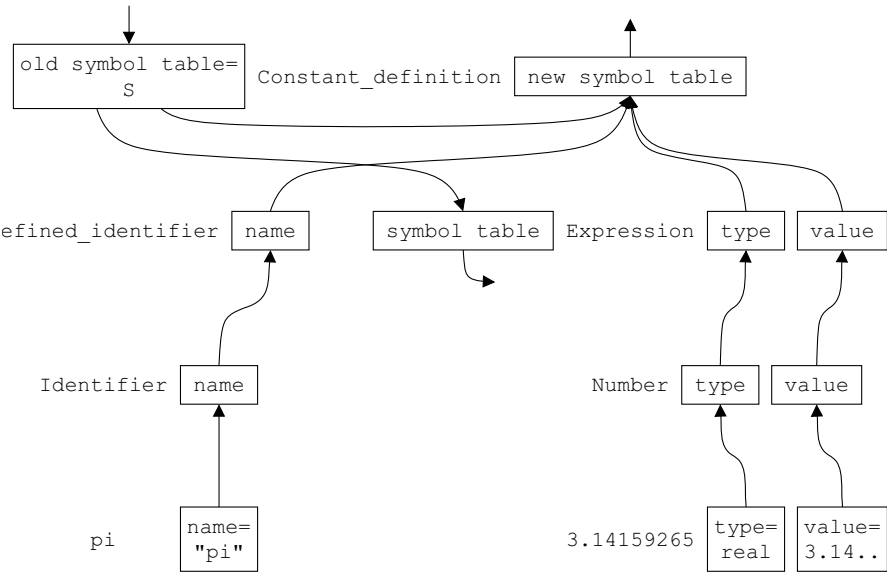 old symbol table=
S
Constant_definition
new symbol table
efined_identifier
name
symbol table
Expression
type
value
Identifier
name
Number
type
value
pi
name=
"pi"
3.14159265
type=
real
value=
3.14..